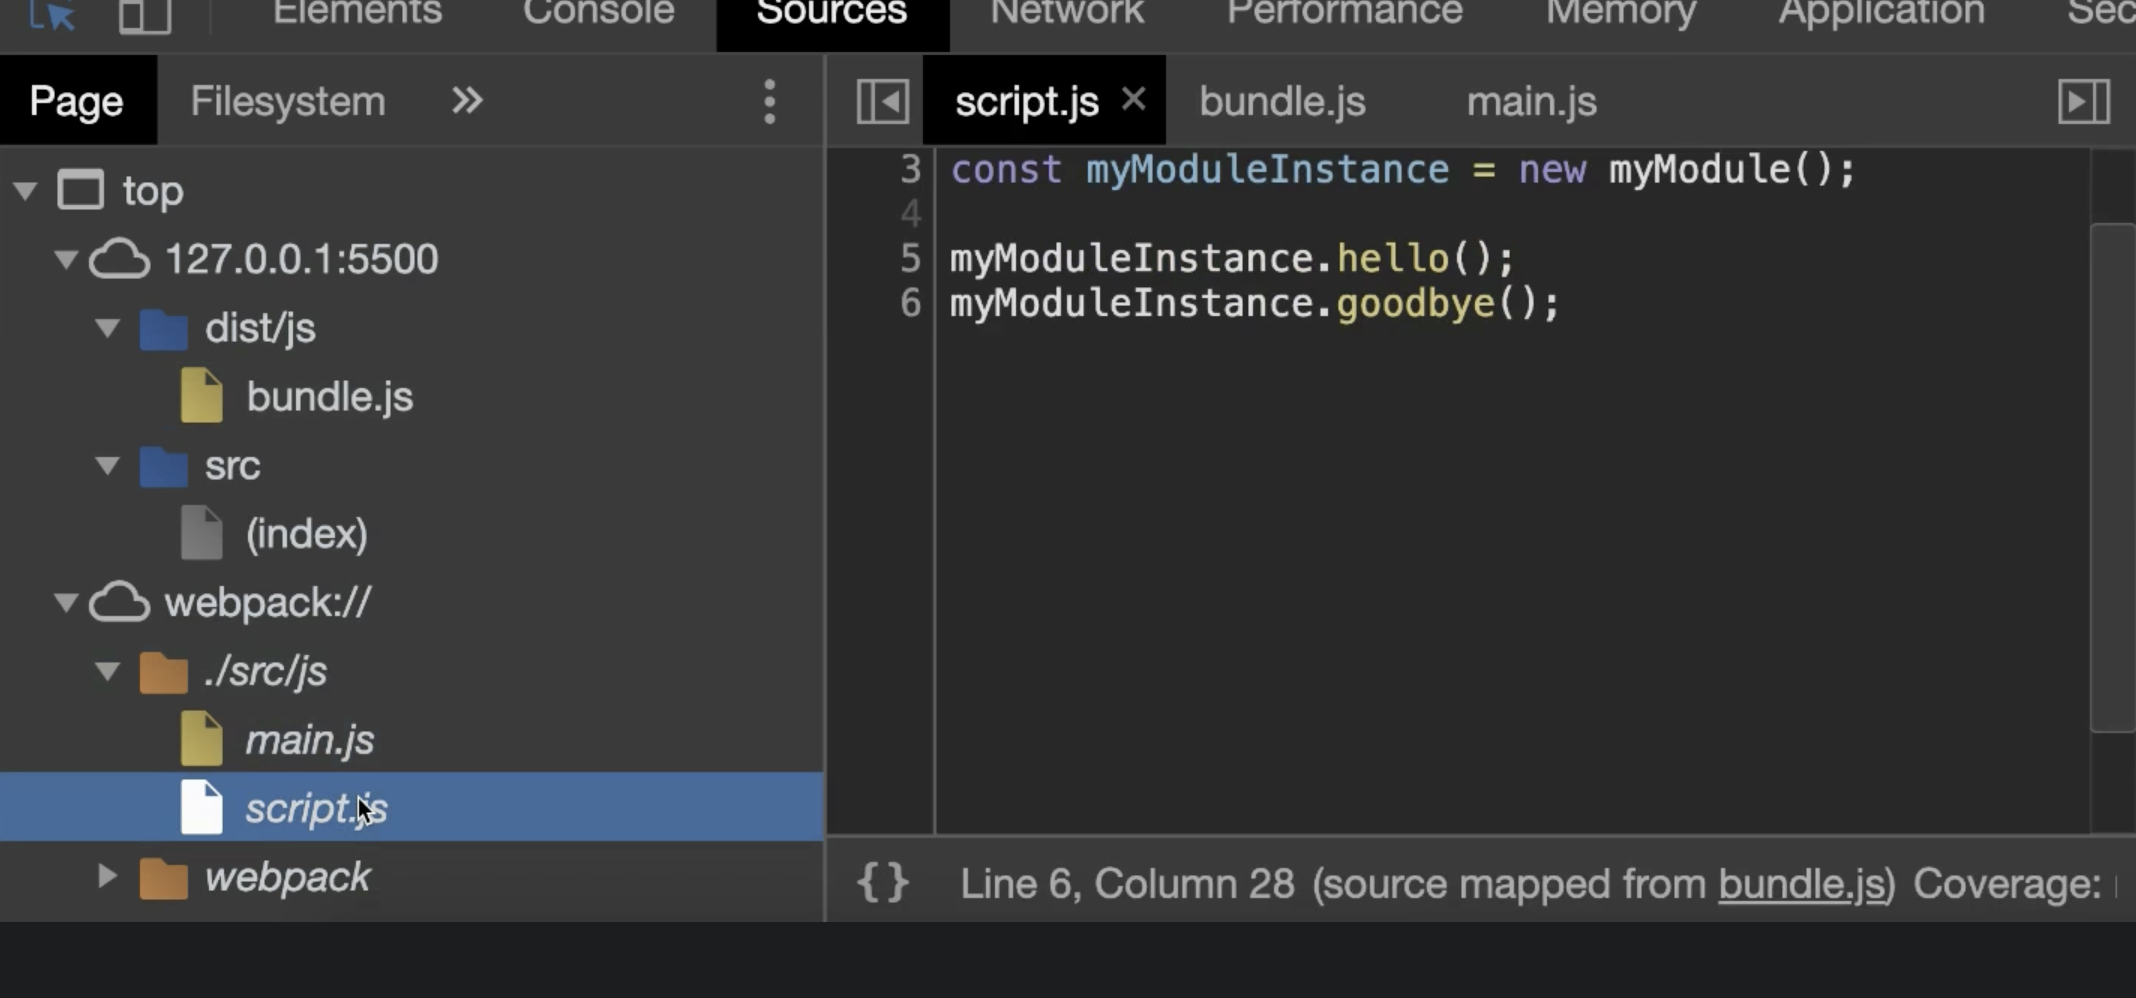 Elements Console Sources Network Performance Memory Application Sec
Page Filesystem »
script.js × bundle.js main.js
top
127.0.0.1:5500
dist/js
bundle.js
src
(index)
webpack://
./src/js
main.js
script.js
webpack
3 const myModuleInstance = new myModule();
4
5 myModuleInstance.hello();
6 myModuleInstance.goodbye();
{} Line 6, Column 28 (source mapped from bundle.js) Coverage: